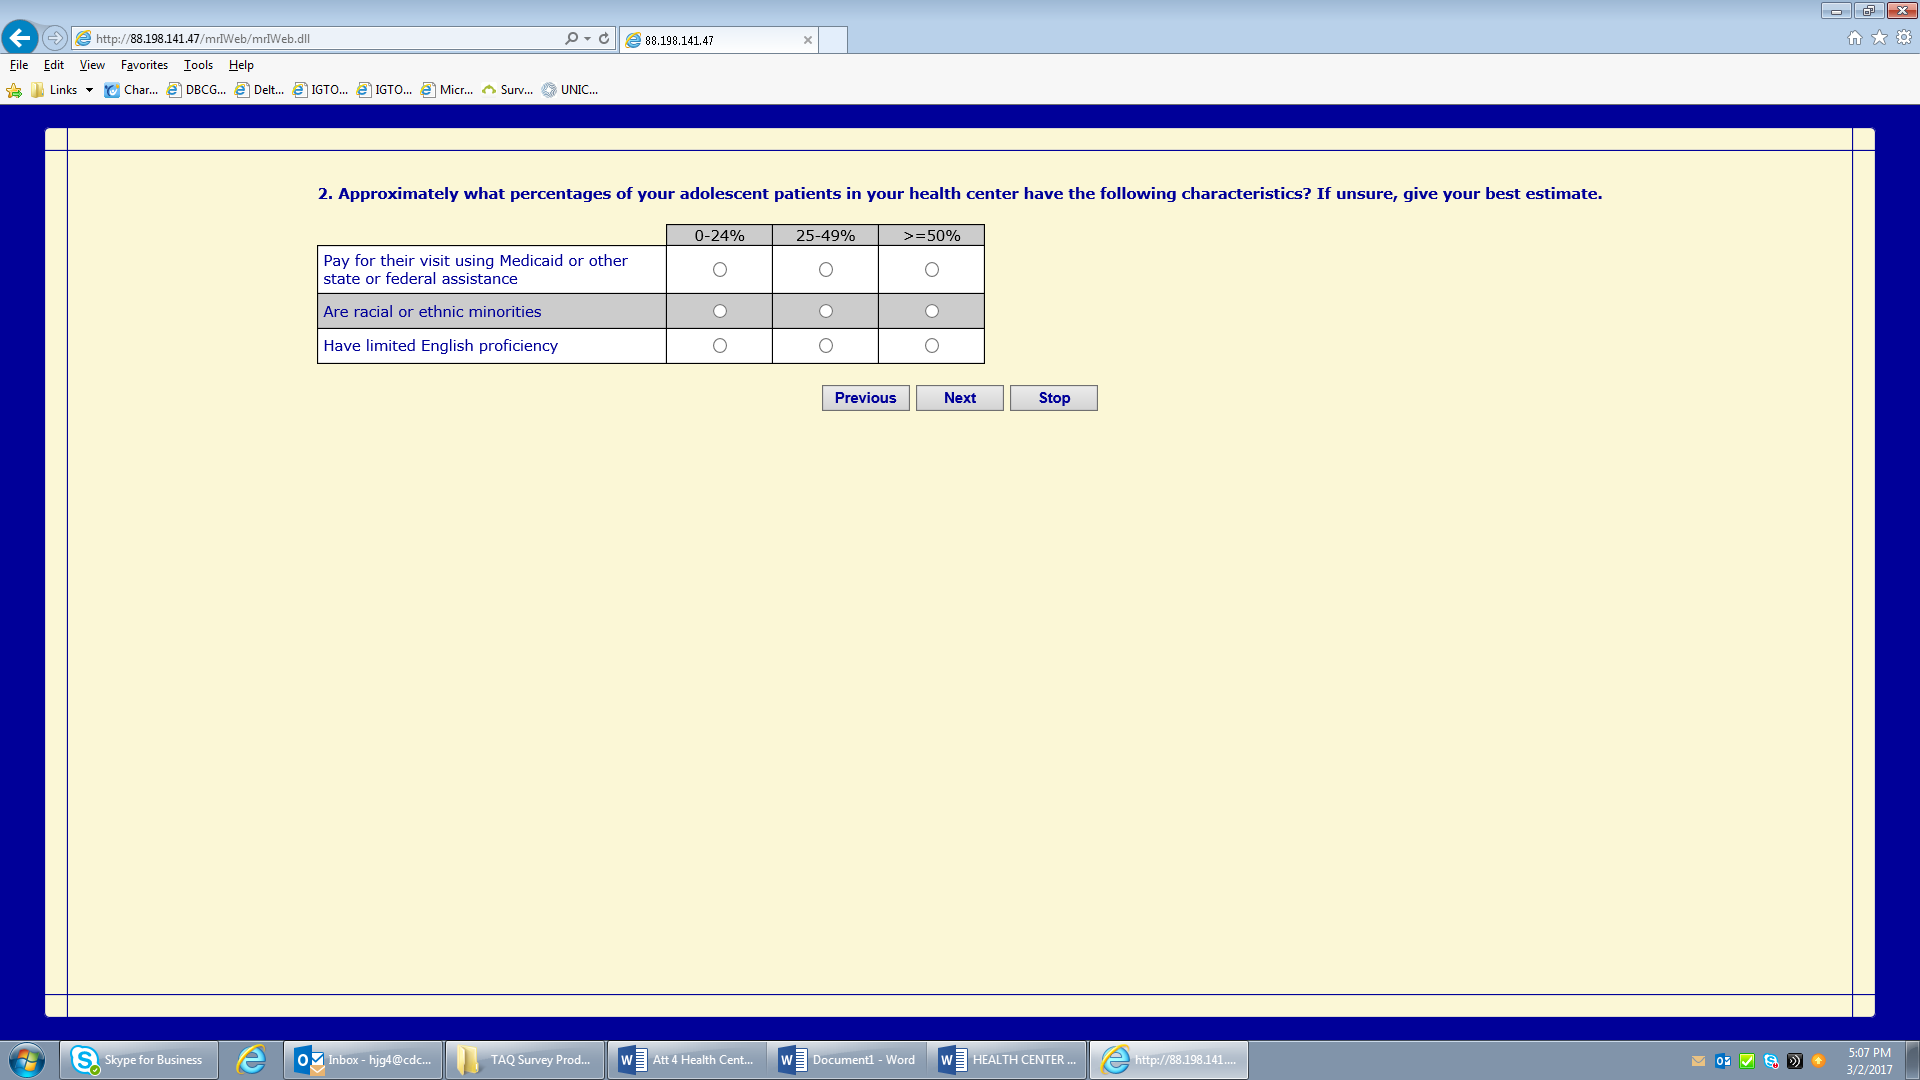 http://88.198.141.47/mrIWeb/mrIWeb.dll
88.198.141.47
File Edit View Favorites Tools Help
Links Char... DBCG... Delt... IGTO... IGTO... Micr... Surv... UNIC...
2. Approximately what percentages of your adolescent patients in your health center have the following characteristics? If unsure, give your best estimate.
0-24% 25-49% >=50%
Pay for their visit using Medicaid or other
state or federal assistance
Are racial or ethnic minorities
Have limited English proficiency
Previous Next Stop
Skype for Business Inbox - hjg4@cdc... TAQ Survey Prod... Att 4 Health Cent... Document1 - Word HEALTH CENTER ... http://88.198.141....
5:07 PM
3/2/2017